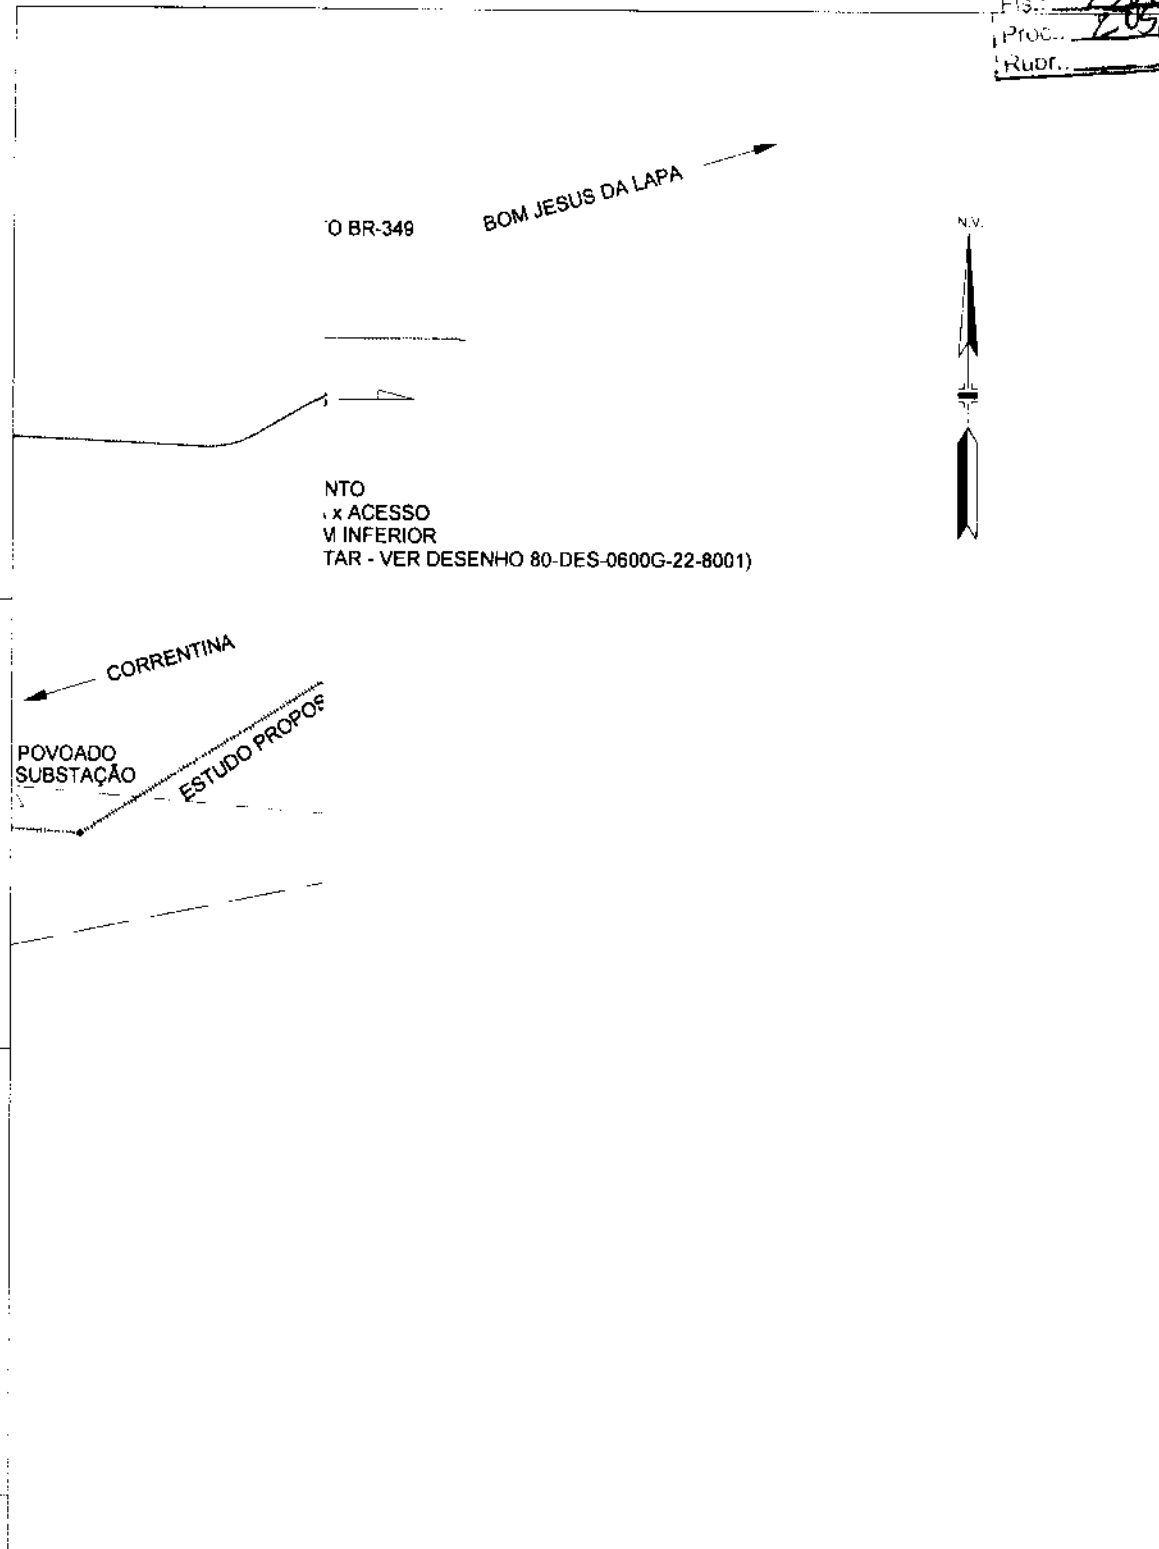 Fls.:
Proc.:
Rubr.:
BOM JESUS DA LAPA
O BR-349
N.V.
NTO
x ACESSO
M INFERIOR
TAR - VER DESENHO 80-DES-0600G-22-8001)
CORRENTINA
POVOADO
SUBSTAÇÃO
ESTUDO PROPOS